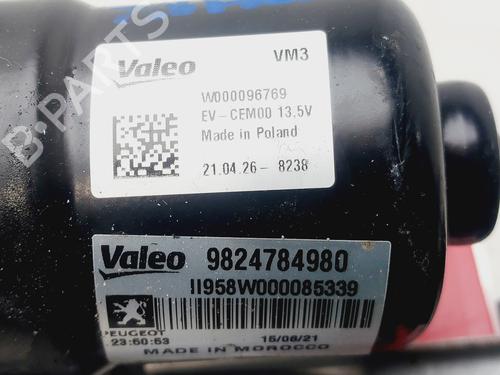 Valeo VM3
W000096769
EV-CEM00 13.5V
Made in Poland
21.04.26- 8238
Valeo 9824784980
II958W000085339
PEUGEOT
23:50:53 15/06/21
MADE IN MOROCCO